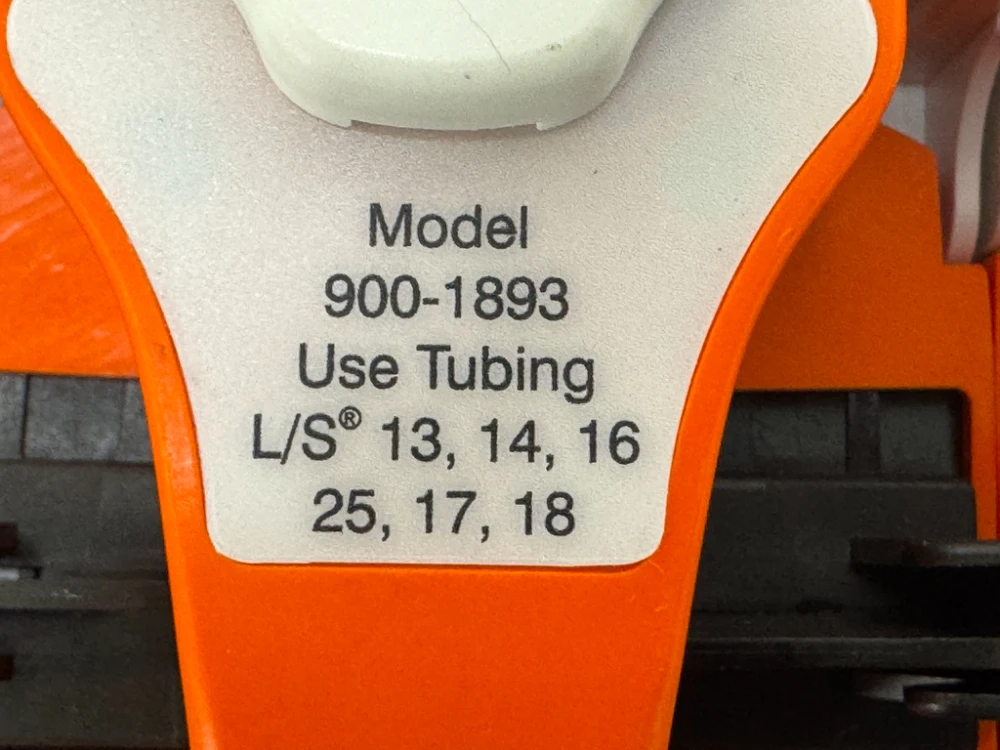 Model
900-1893
Use Tubing
L/S® 13, 14, 16
25, 17, 18